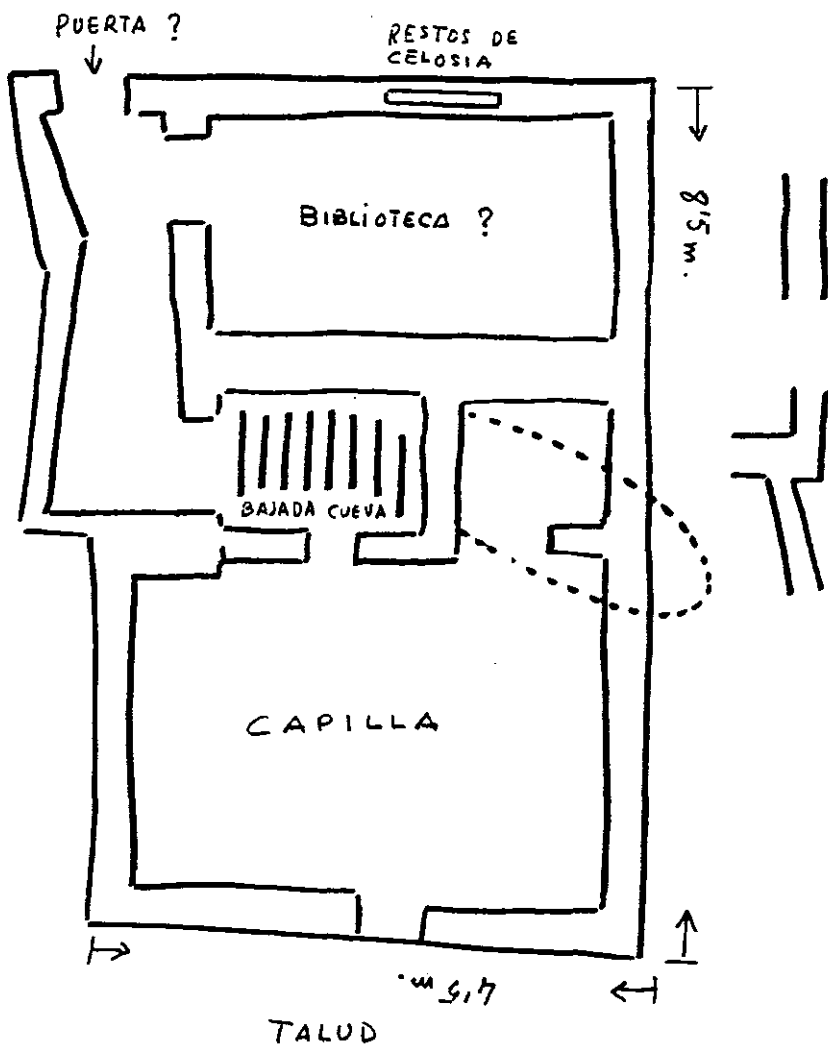 PUERTA ?
RESTOS DE
CELOSIA
8'5 m.
BIBLIOTECA ?
BAJADA CUEVA
CAPILLA
4'5 m.
TALUD